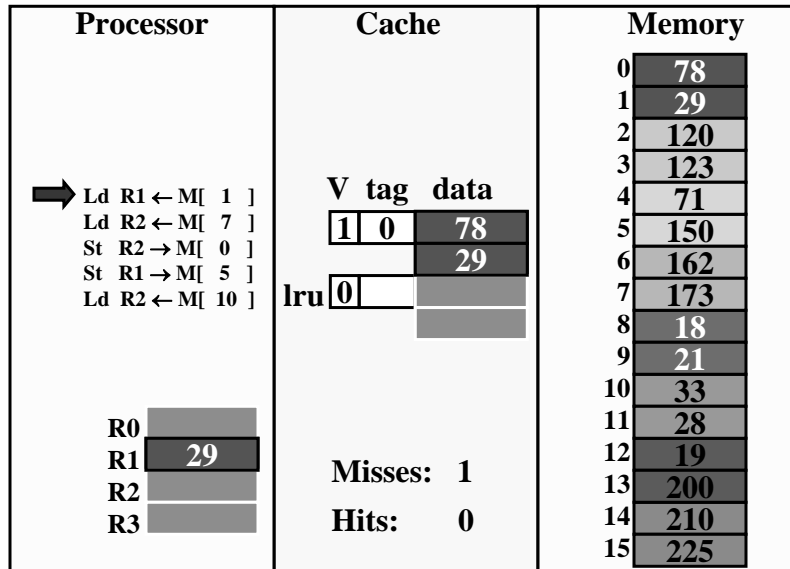 Processor
Ld R1 ← M[ 1 ]
Ld R2 ← M[ 7 ]
St R2 → M[ 0 ]
St R1 → M[ 5 ]
Ld R2 ← M[ 10 ]
R0
R1 29
R2
R3
Cache
V tag data
1 0 78
29
lru 0
Misses: 1
Hits: 0
Memory
0 78
1 29
2 120
3 123
4 71
5 150
6 162
7 173
8 18
9 21
10 33
11 28
12 19
13 200
14 210
15 225